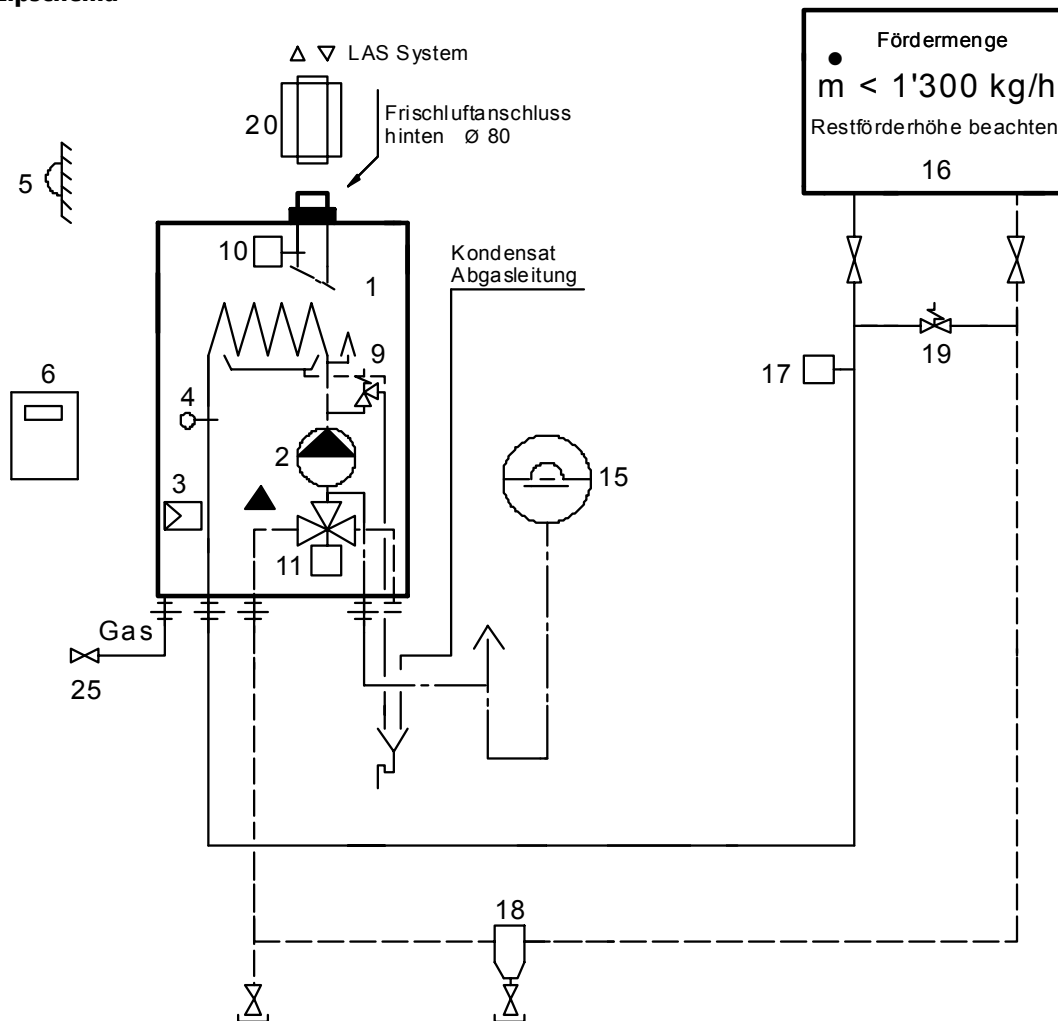 Fördermenge
LAS System
ṁ < 1'300 kg/h
20
Frischluftanschluss
hinten Ø 80
Restförderhöhe beachten
5
16
10
Kondensat
Abgasleitung
1
9
19
6
17
4
2
15
3
11
Gas
25
18